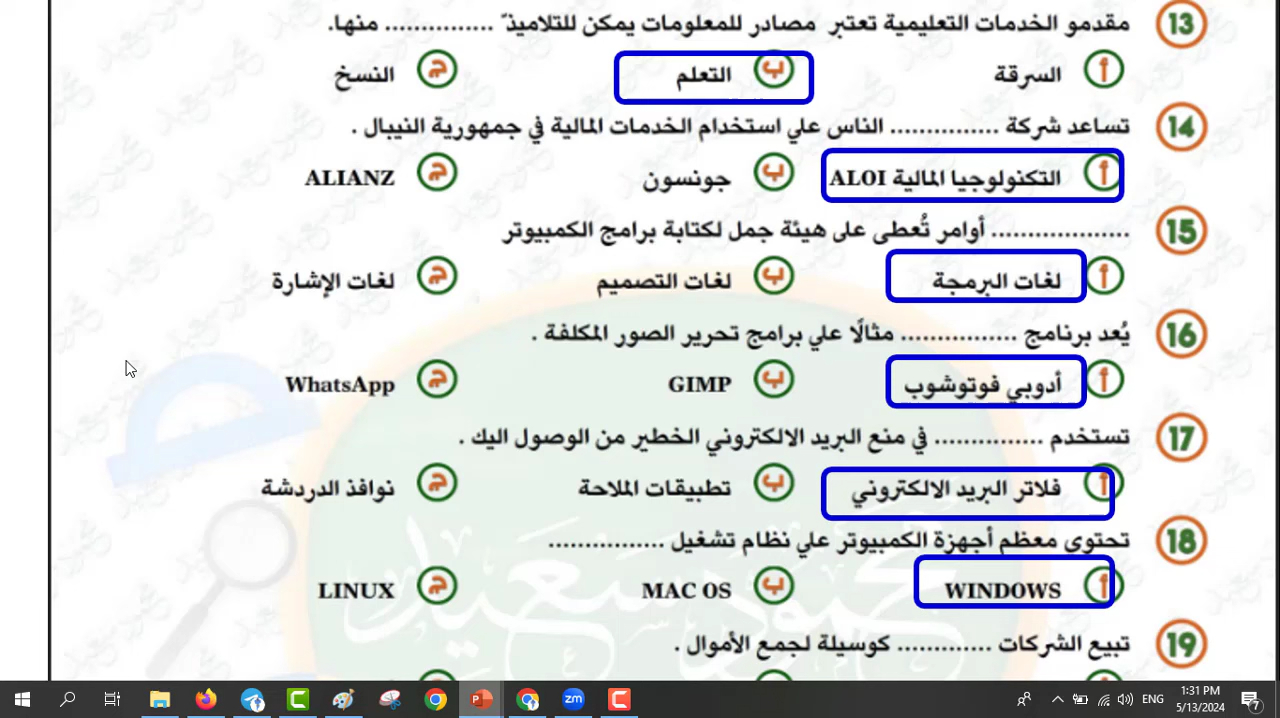 13 مقدمو الخدمات التعليمية تعتبر مصادر للمعلومات يمكن للتلاميذ ............... منها.
أ السرقة ب التعلم ج النسخ
14 تساعد شركة ............... الناس علي استخدام الخدمات المالية في جمهورية النيبال .
أ التكنولوجيا المالية ALOI ب جونسون ج ALIANZ
15 ................... أوامر تُعطى على هيئة جمل لكتابة برامج الكمبيوتر
أ لغات البرمجة ب لغات التصميم ج لغات الإشارة
16 يُعد برنامج ............... مثالًا علي برامج تحرير الصور المكلفة .
أ أدوبي فوتوشوب ب GIMP ج WhatsApp
17 تستخدم ............... في منع البريد الالكتروني الخطير من الوصول اليك .
أ فلاتر البريد الالكتروني ب تطبيقات الملاحة ج نوافذ الدردشة
18 تحتوى معظم أجهزة الكمبيوتر علي نظام تشغيل ...............
أ WINDOWS ب MAC OS ج LINUX
19 تبيع الشركات ............. كوسيلة لجمع الأموال .
محمود سعيد
ENG
1:31 PM
5/13/2024
7
zm